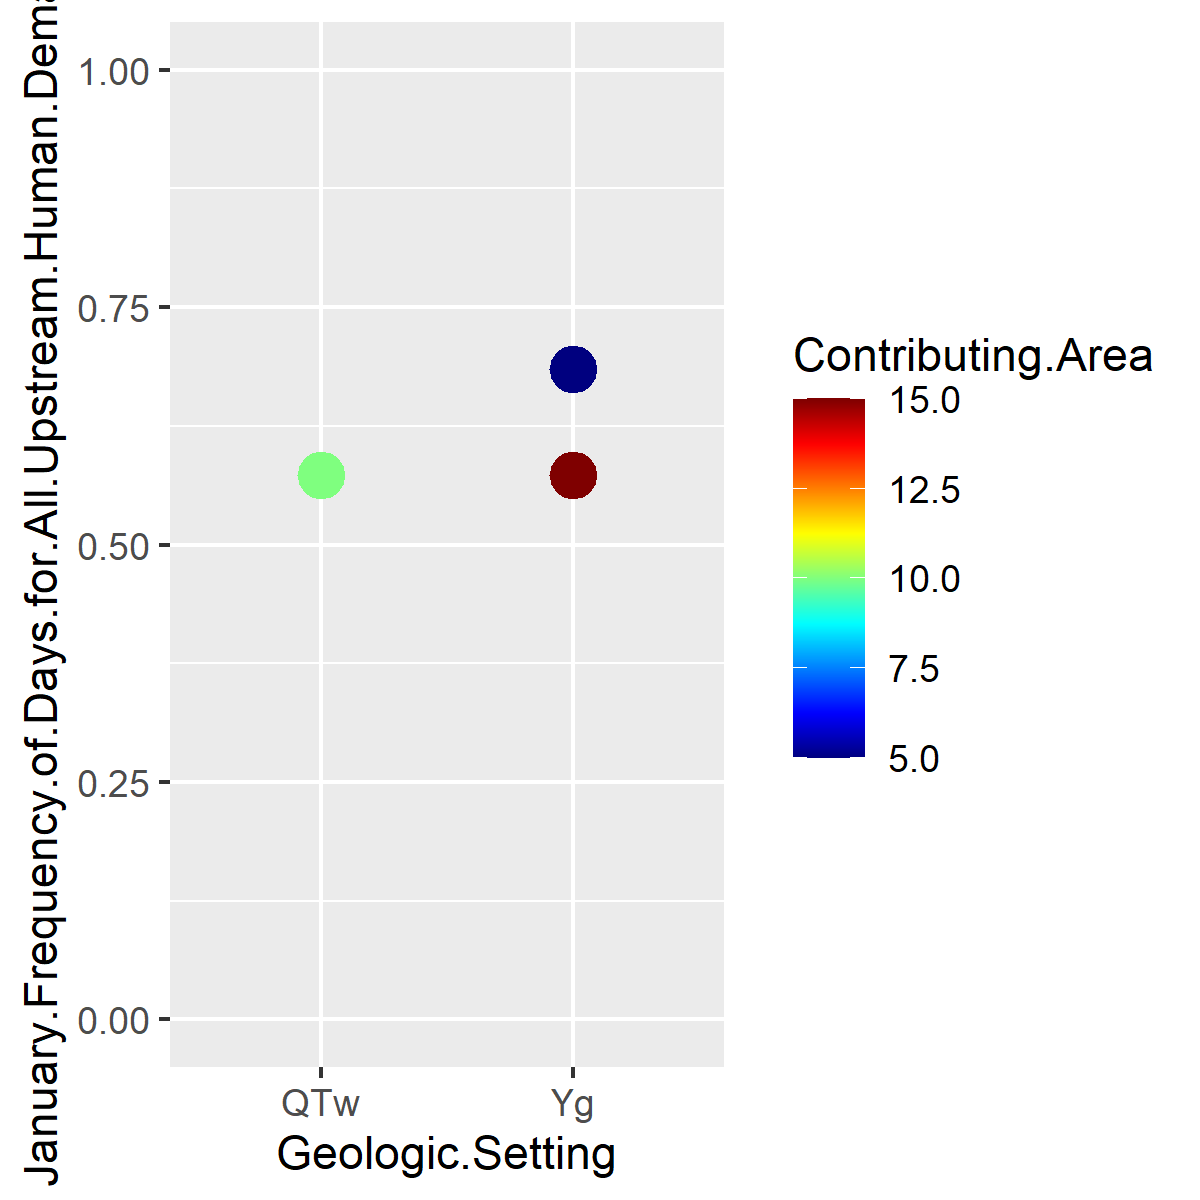 January.Frequency.of.Days.for.All.Upstream.Human.Dema
1.00
0.75
0.50
0.25
0.00
QTw
Yg
Geologic.Setting
Contributing.Area
15.0
12.5
10.0
7.5
5.0